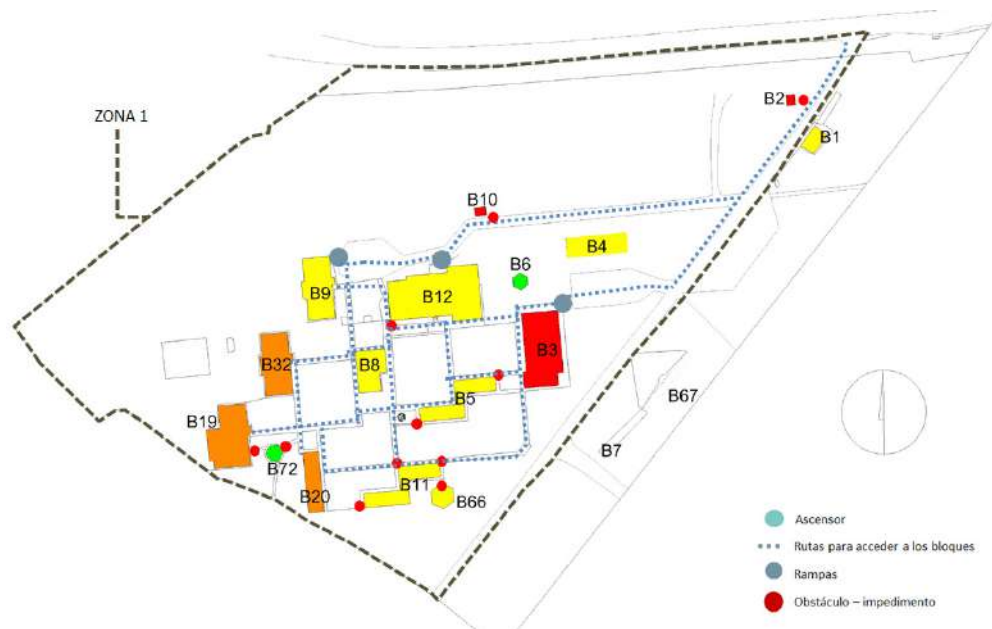 ZONA 1
B2
B1
B10
B4
B6
B9
B12
B3
B32
B8
B5
B67
B19
B7
B72
B11
B20
B66
Ascensor
Rutas para acceder a los bloques
Rampas
Obstáculo – impedimento